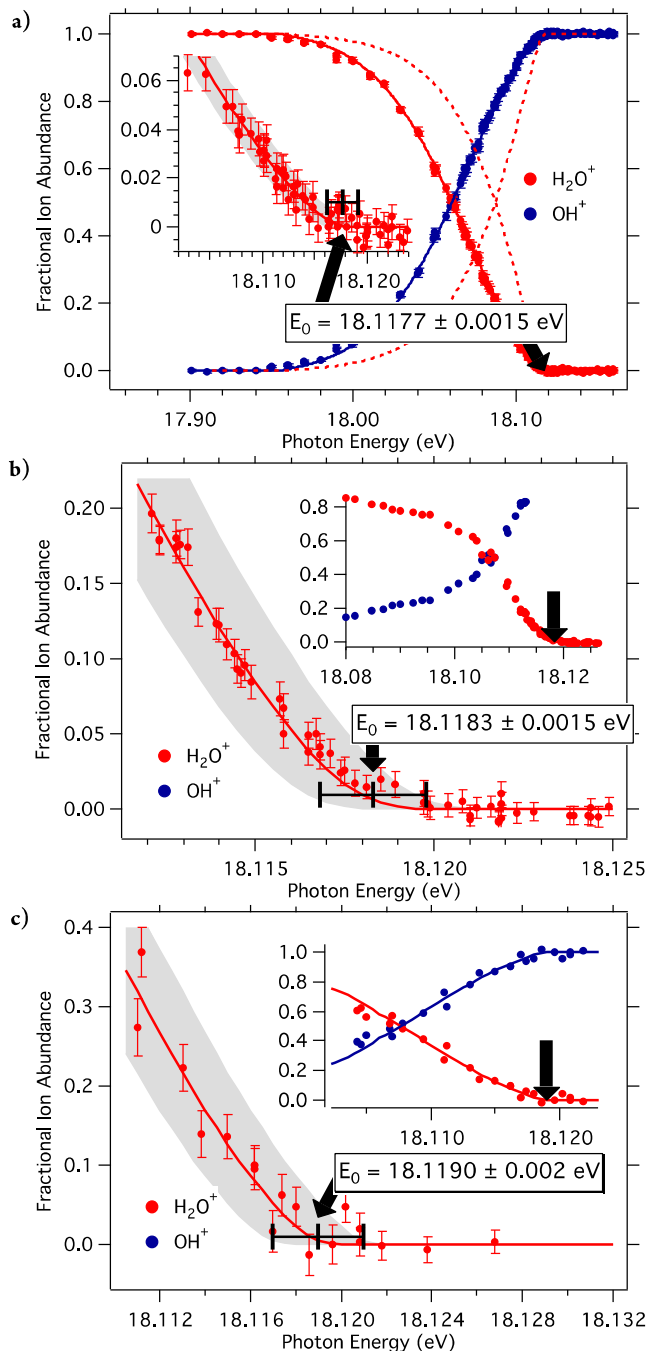 a)
1.0
0.8
0.6
0.4
0.2
0.0
Fractional Ion Abundance
0.06
0.04
0.02
0
18.110
18.120
H₂O⁺
OH⁺
E₀ = 18.1177 ± 0.0015 eV
17.90
18.00
18.10
Photon Energy (eV)
b)
0.20
0.15
0.10
0.05
0.00
Fractional Ion Abundance
0.8
0.6
0.4
0.2
0.0
18.08
18.10
18.12
E₀ = 18.1183 ± 0.0015 eV
H₂O⁺
OH⁺
18.115
18.120
18.125
Photon Energy (eV)
c)
0.4
0.3
0.2
0.1
0.0
Fractional Ion Abundance
1.0
0.8
0.6
0.4
0.2
0.0
18.110
18.120
E₀ = 18.1190 ± 0.002 eV
H₂O⁺
OH⁺
18.112
18.116
18.120
18.124
18.128
18.132
Photon Energy (eV)